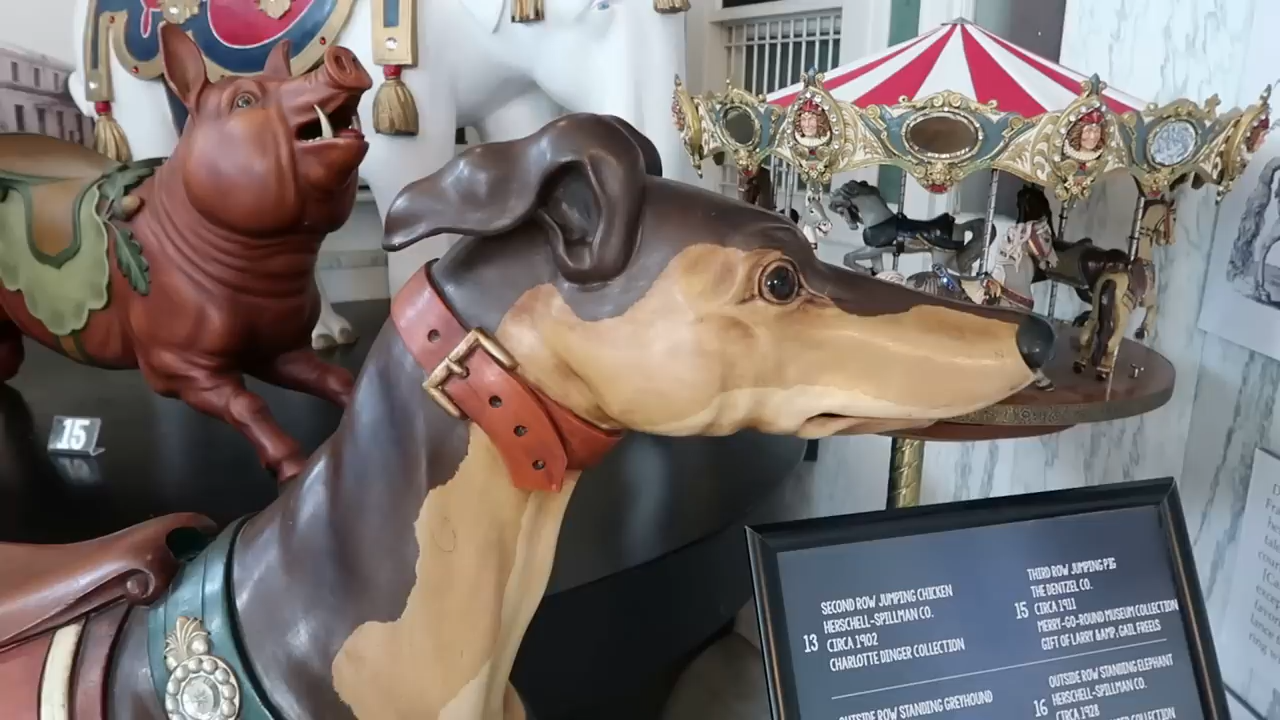 15
SECOND ROW JUMPING CHICKEN
HERSCHELL-SPILLMAN CO.
13 CIRCA 1902
CHARLOTTE DINGER COLLECTION
OUTSIDE ROW STANDING GREYHOUND
THIRD ROW JUMPING PIG
THE DENTZEL CO.
15 CIRCA 1911
MERRY-GO-ROUND MUSEUM COLLECTION
GIFT OF LARRY &AMP; GAIL FREELS
OUTSIDE ROW STANDING ELEPHANT
HERSCHELL-SPILLMAN CO.
16 CIRCA 1928
COLLECTION